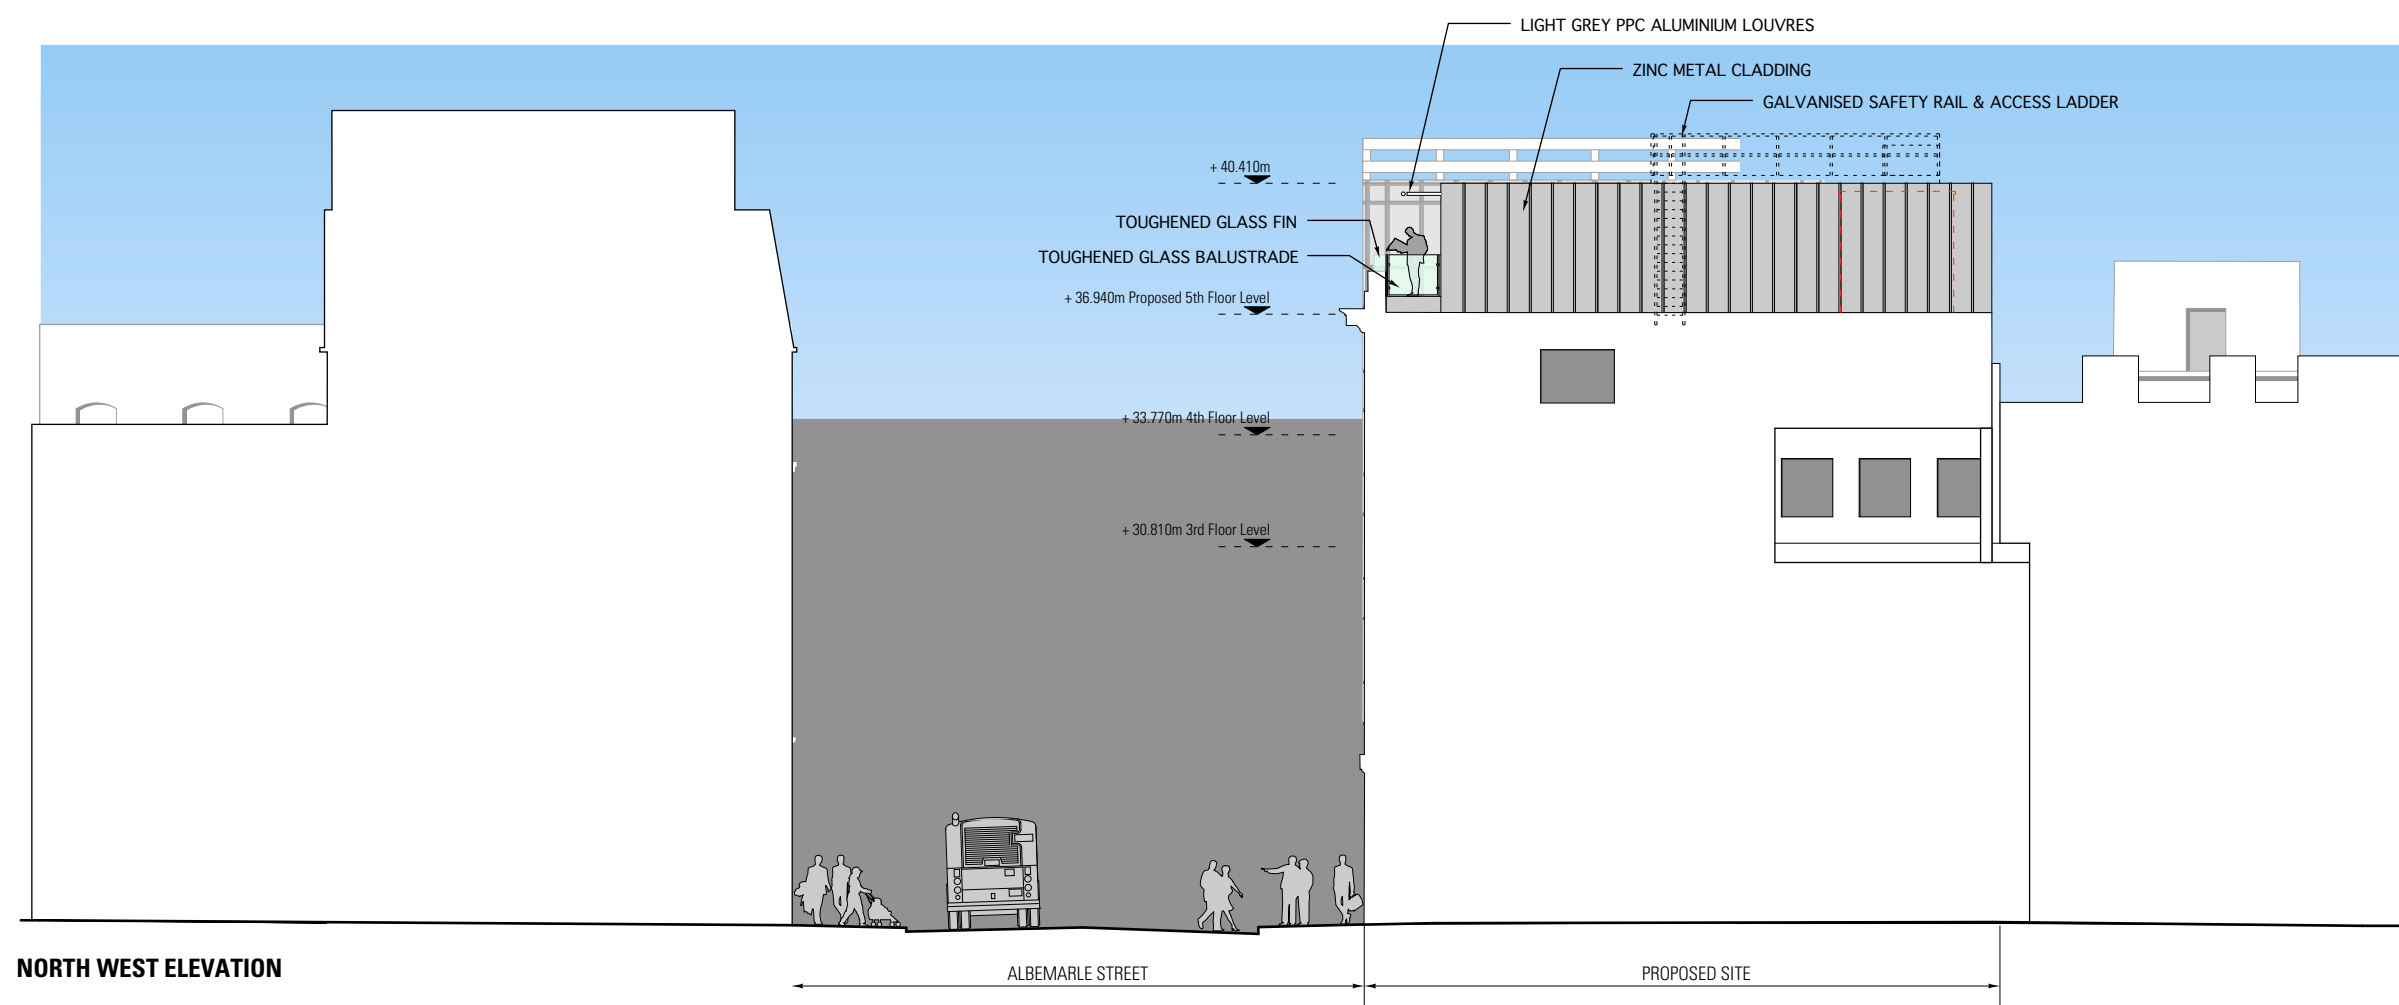 LIGHT GREY PPC ALUMINIUM LOUVRES
ZINC METAL CLADDING
GALVANISED SAFETY RAIL & ACCESS LADDER
+ 40.410m
TOUGHENED GLASS FIN
TOUGHENED GLASS BALUSTRADE
+ 36.940m Proposed 5th Floor Level
+ 33.770m 4th Floor Level
+ 30.810m 3rd Floor Level
NORTH WEST ELEVATION
ALBEMARLE STREET
PROPOSED SITE